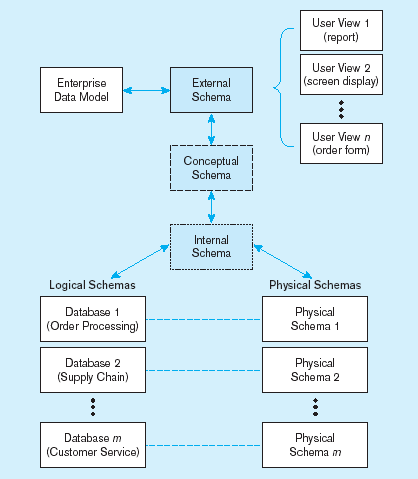 User View 1
(report)
User View 2
(screen display)
User View n
(order form)
Enterprise
Data Model
External
Schema
Conceptual
Schema
Internal
Schema
Logical Schemas
Physical Schemas
Database 1
(Order Processing)
Physical
Schema 1
Database 2
(Supply Chain)
Physical
Schema 2
Database m
(Customer Service)
Physical
Schema m